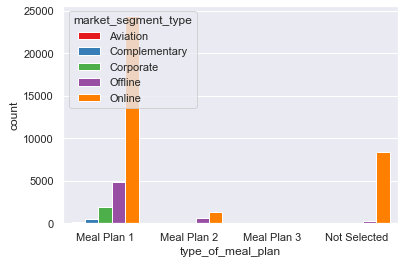 market_segment_type
Aviation
Complementary
Corporate
Offline
Online
25000
20000
15000
10000
5000
0
count
Meal Plan 1 Meal Plan 2 Meal Plan 3 Not Selected
type_of_meal_plan